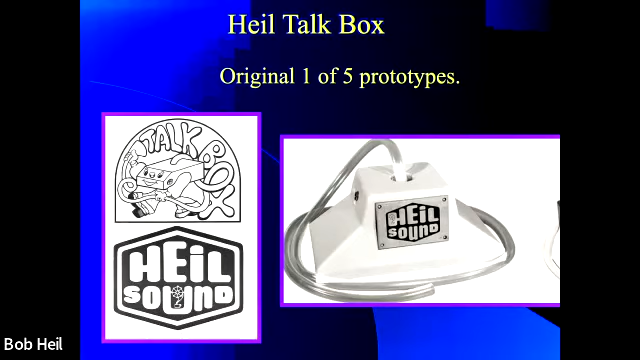 Heil Talk Box
Original 1 of 5 prototypes.
TALK BOX
HEIL
SOUND
HEIL
SOUND
Bob Heil